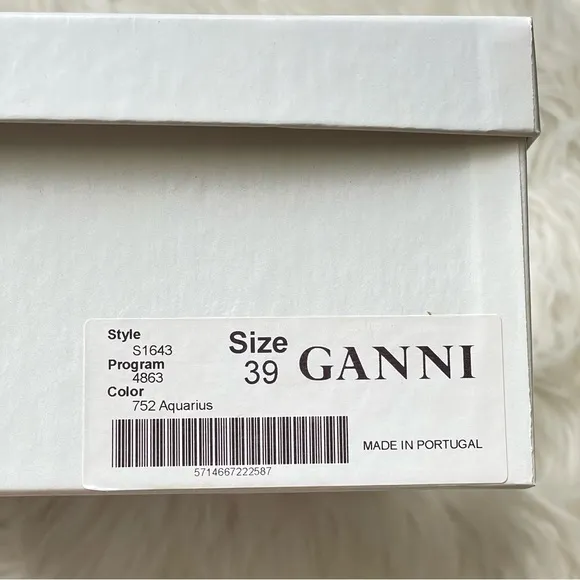 Style
S1643
Program
4863
Color
752 Aquarius
Size
39
GANNI
MADE IN PORTUGAL
5714667222587